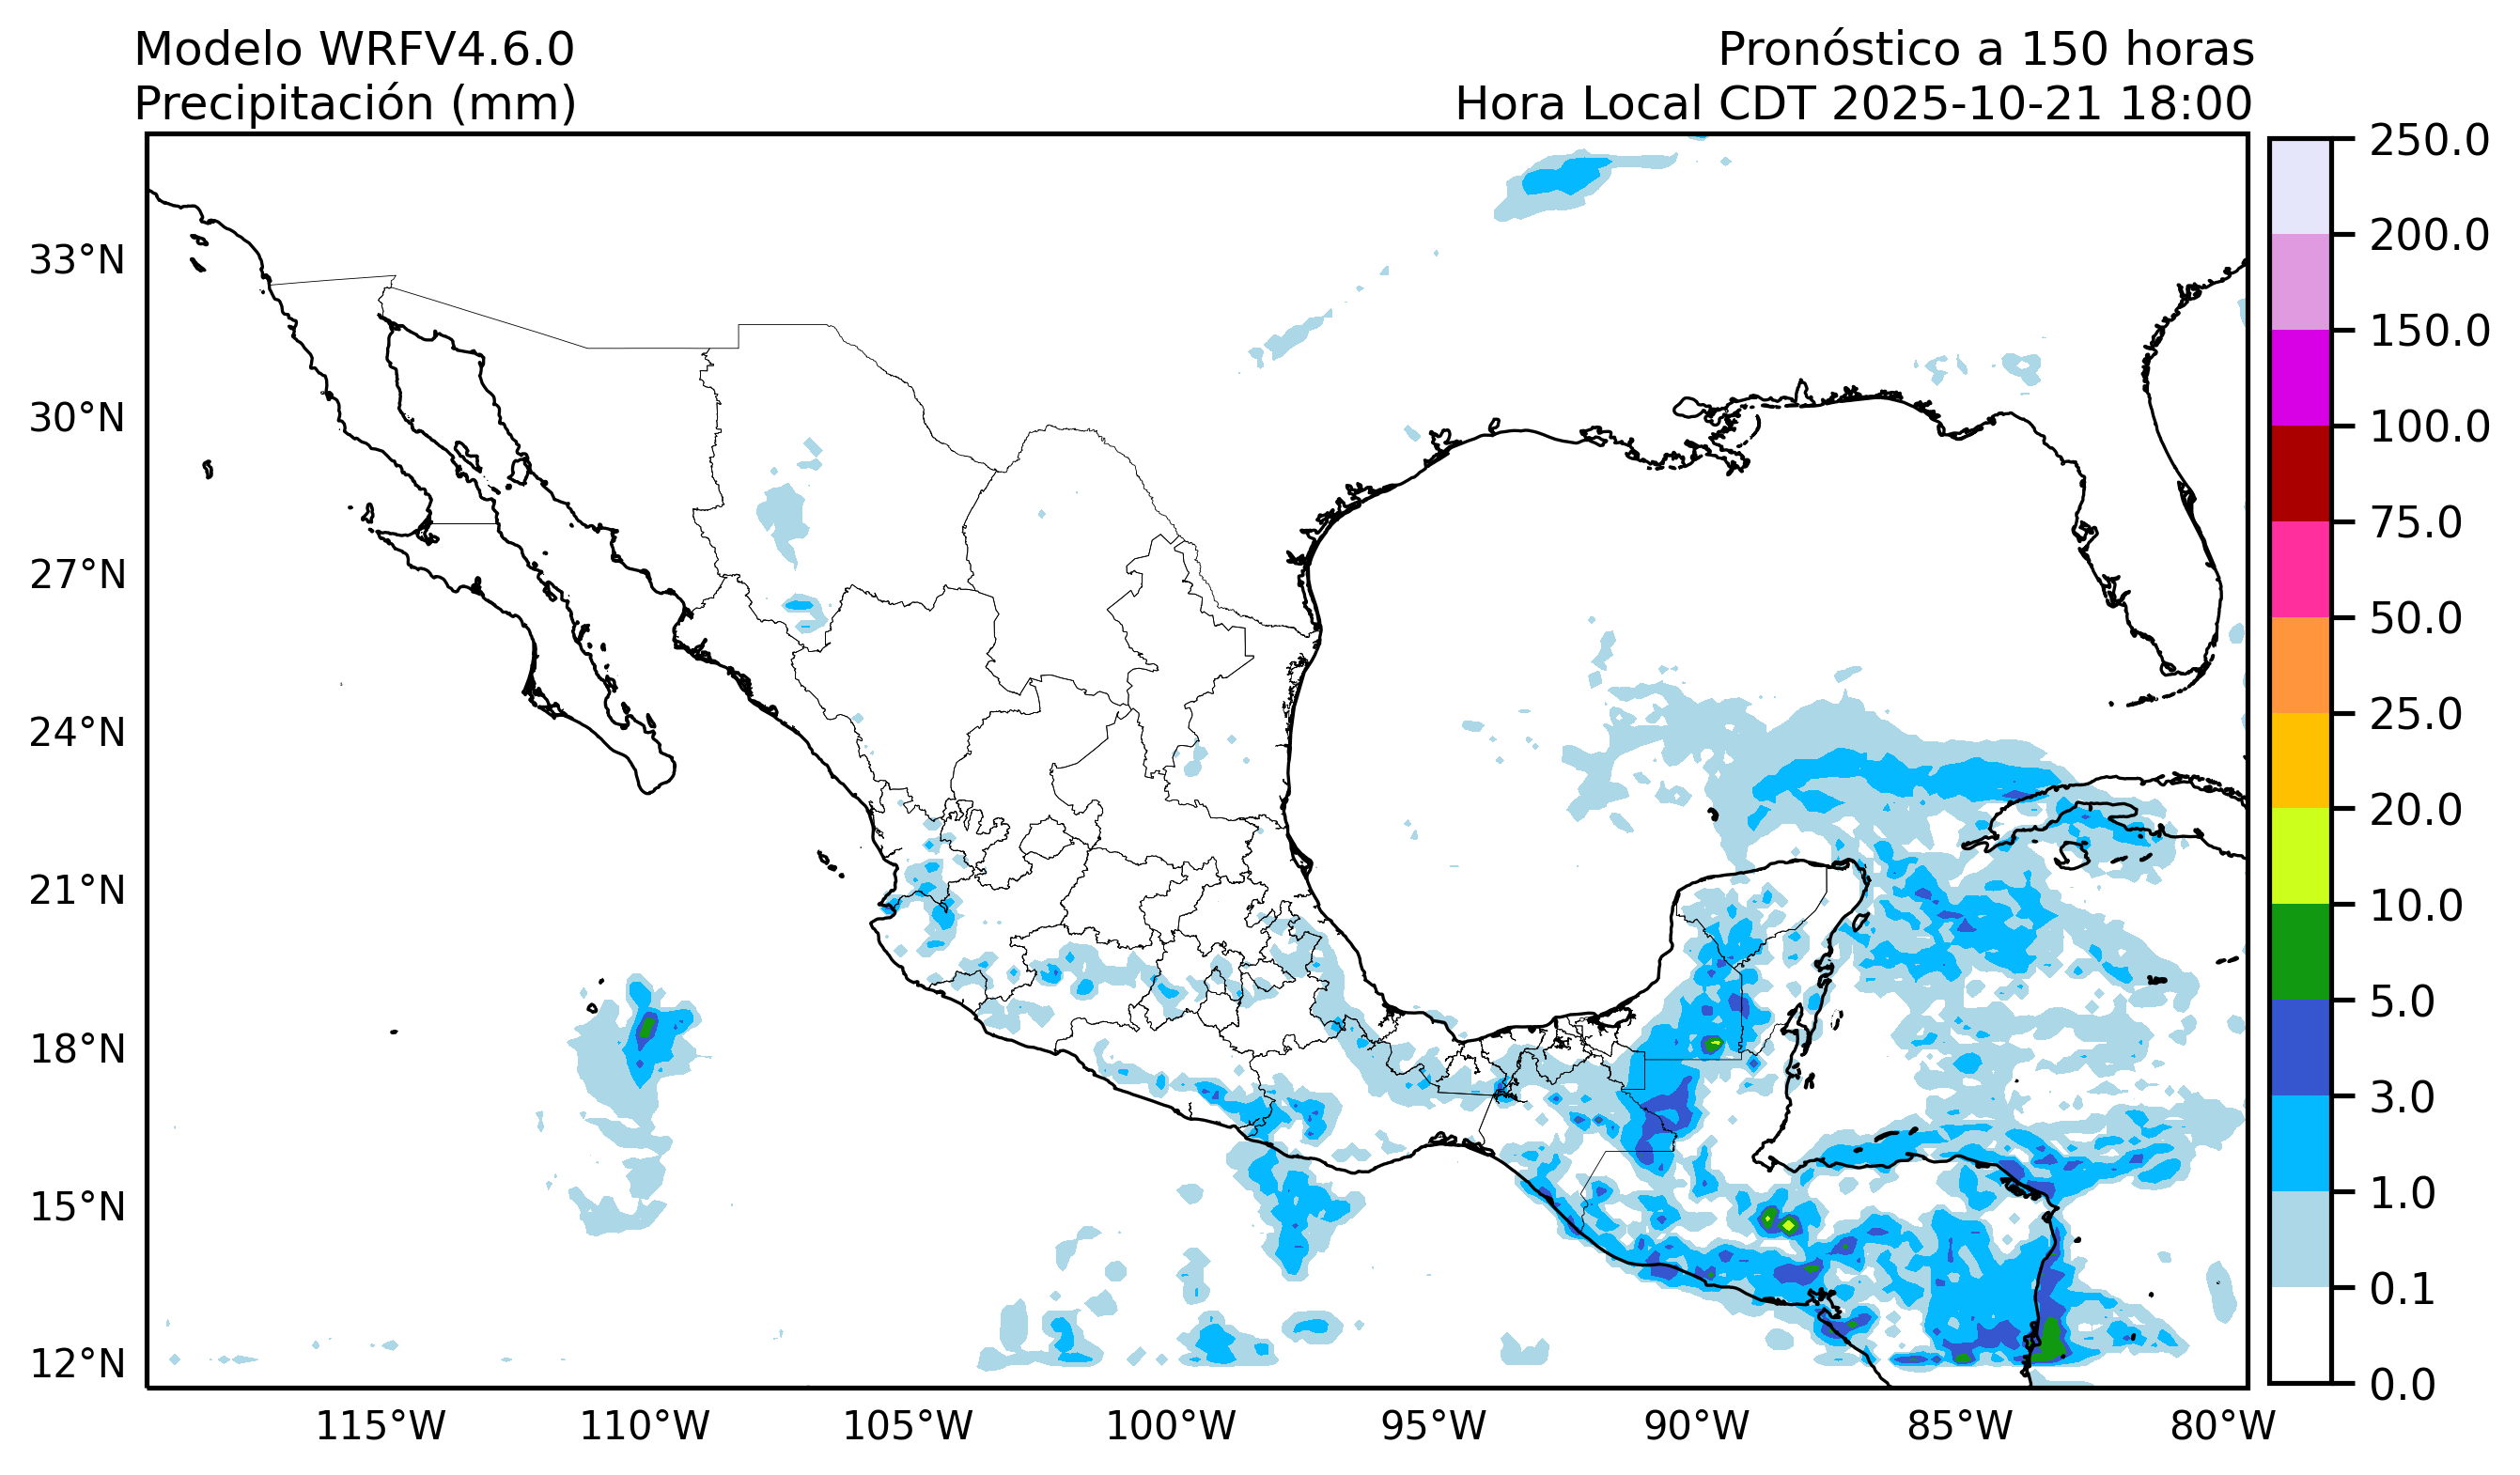 Modelo WRFV4.6.0
Precipitación (mm)
Pronóstico a 150 horas
Hora Local CDT 2025-10-21 18:00
33°N
30°N
27°N
24°N
21°N
18°N
15°N
12°N
115°W
110°W
105°W
100°W
95°W
90°W
85°W
80°W
250.0
200.0
150.0
100.0
75.0
50.0
25.0
20.0
10.0
5.0
3.0
1.0
0.1
0.0